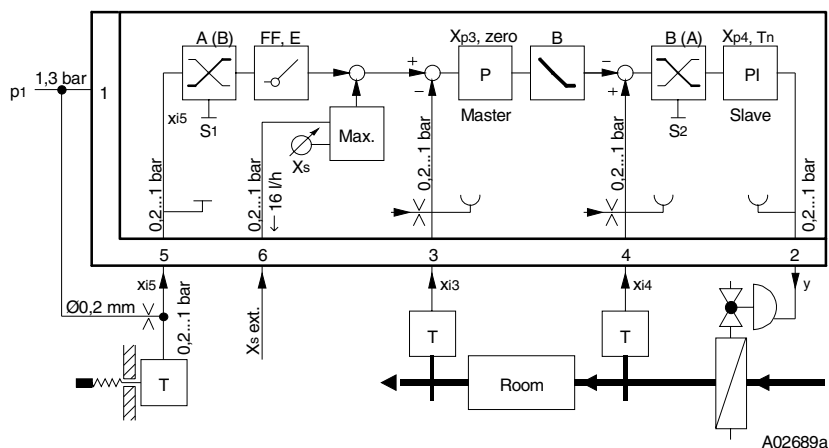 A (B)
FF, E
Xp3, zero
B
B (A)
Xp4, Tn
1,3 bar
p1
1
+
−
P
−
+
PI
xi5
S1
Max.
Master
S2
Slave
Xs
0,2...1 bar
0,2...1 bar
← 16 l/h
0,2...1 bar
0,2...1 bar
0,2...1 bar
5
6
3
4
2
xi5
xi3
xi4
y
Ø0,2 mm
0,2...1 bar
Xs ext.
T
T
T
Room
A02689a